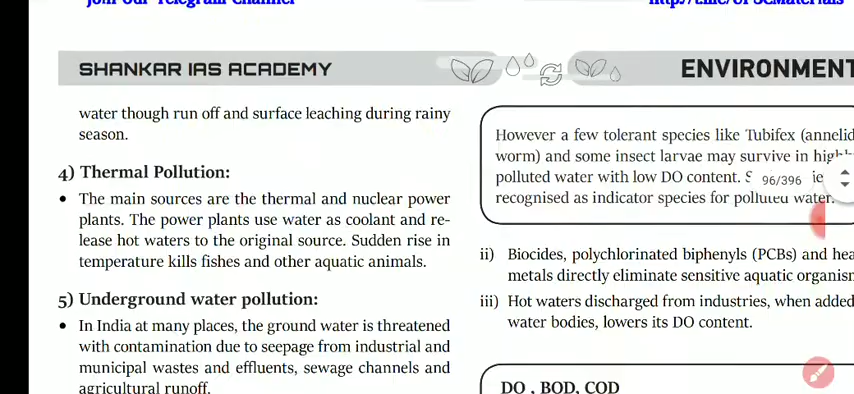 Join Our Telegram Channel
SHANKAR IAS ACADEMY
ENVIRONMENT
water though run off and surface leaching during rainy
season.
4) Thermal Pollution:
• The main sources are the thermal and nuclear power
plants. The power plants use water as coolant and re-
lease hot waters to the original source. Sudden rise in
temperature kills fishes and other aquatic animals.
5) Underground water pollution:
• In India at many places, the ground water is threatened
with contamination due to seepage from industrial and
municipal wastes and effluents, sewage channels and
agricultural runoff.
However a few tolerant species like Tubifex (annelid
worm) and some insect larvae may survive in
polluted water with low DO content.
96/396
recognised as indicator species for polluted water.
ii) Biocides, polychlorinated biphenyls (PCBs) and
metals directly eliminate sensitive aquatic
iii) Hot waters discharged from industries, when added
water bodies, lowers its DO content.
DO , BOD, COD